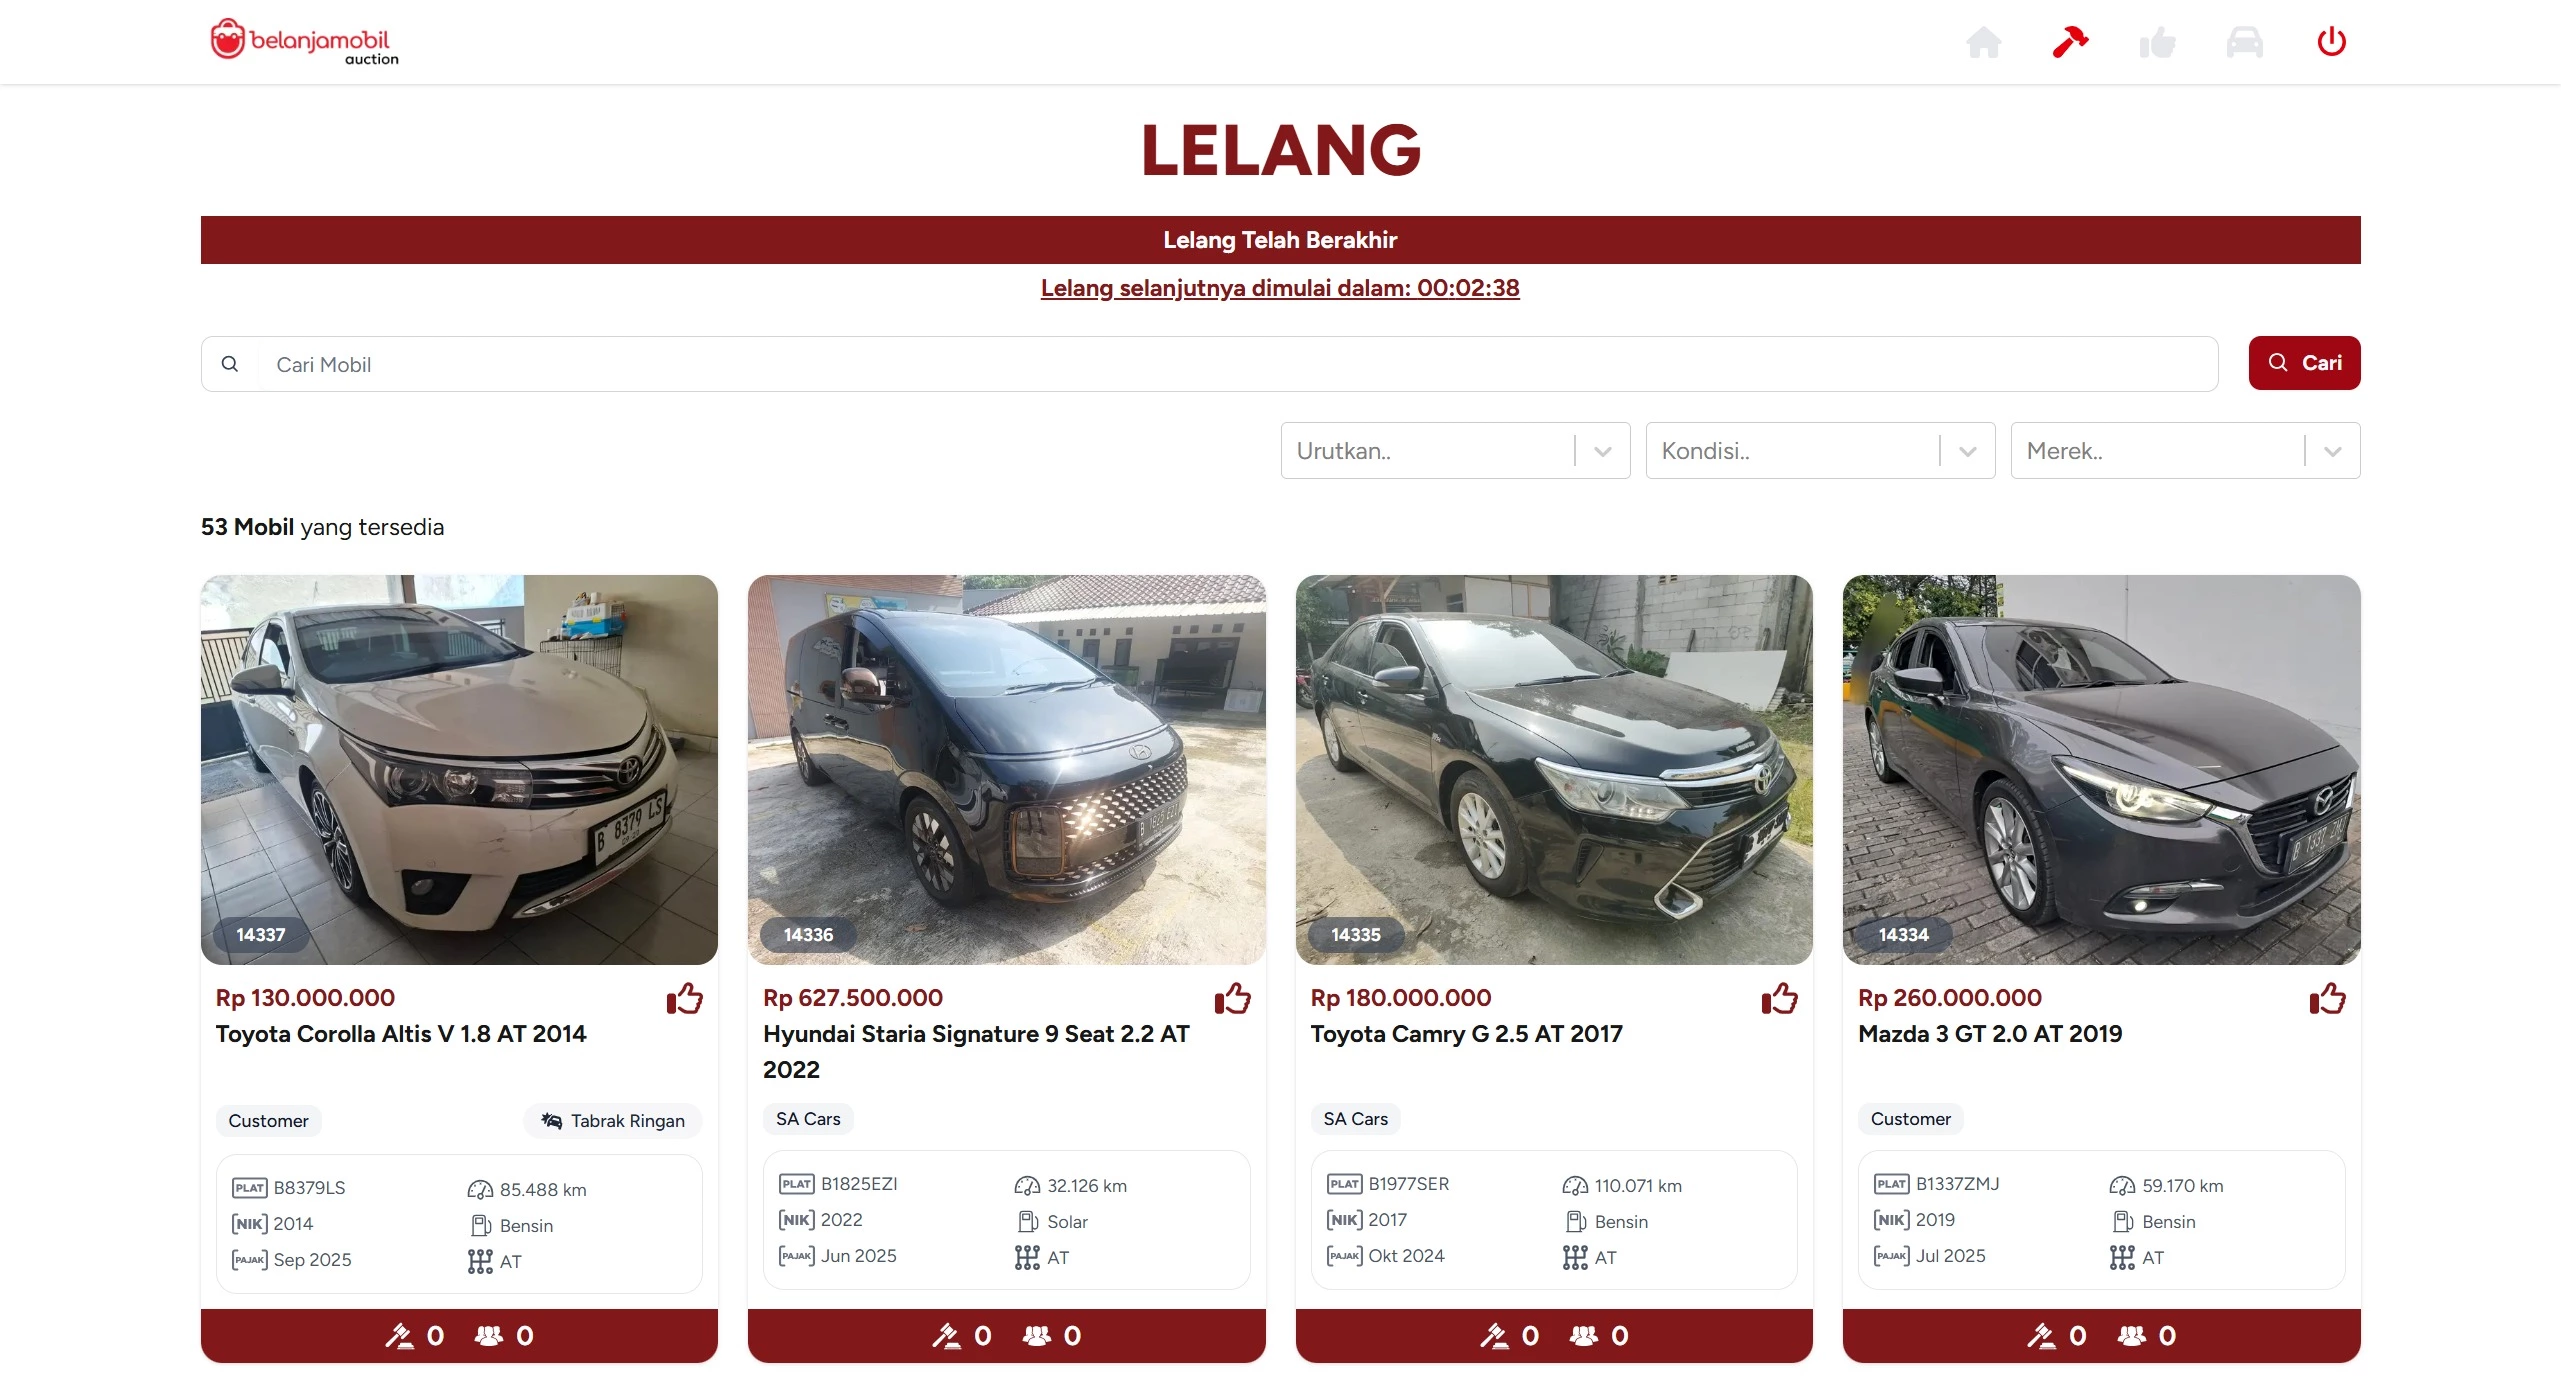 belanjamobil
auction
LELANG
Lelang Telah Berakhir
Lelang selanjutnya dimulai dalam: 00:02:38
Cari Mobil
Cari
Urutkan..
Kondisi..
Merek..
53 Mobil yang tersedia
B 8379 LS
14337
Rp 130.000.000
Toyota Corolla Altis V 1.8 AT 2014
Customer
Tabrak Ringan
PLAT B8379LS
85.488 km
NIK 2014
Bensin
PAJAK Sep 2025
AT
0 0
14336
Rp 627.500.000
Hyundai Staria Signature 9 Seat 2.2 AT
2022
SA Cars
PLAT B1825EZI
32.126 km
NIK 2022
Solar
PAJAK Jun 2025
AT
0 0
14335
Rp 180.000.000
Toyota Camry G 2.5 AT 2017
SA Cars
PLAT B1977SER
110.071 km
NIK 2017
Bensin
PAJAK Okt 2024
AT
0 0
14334
Rp 260.000.000
Mazda 3 GT 2.0 AT 2019
Customer
PLAT B1337ZMJ
59.170 km
NIK 2019
Bensin
PAJAK Jul 2025
AT
0 0